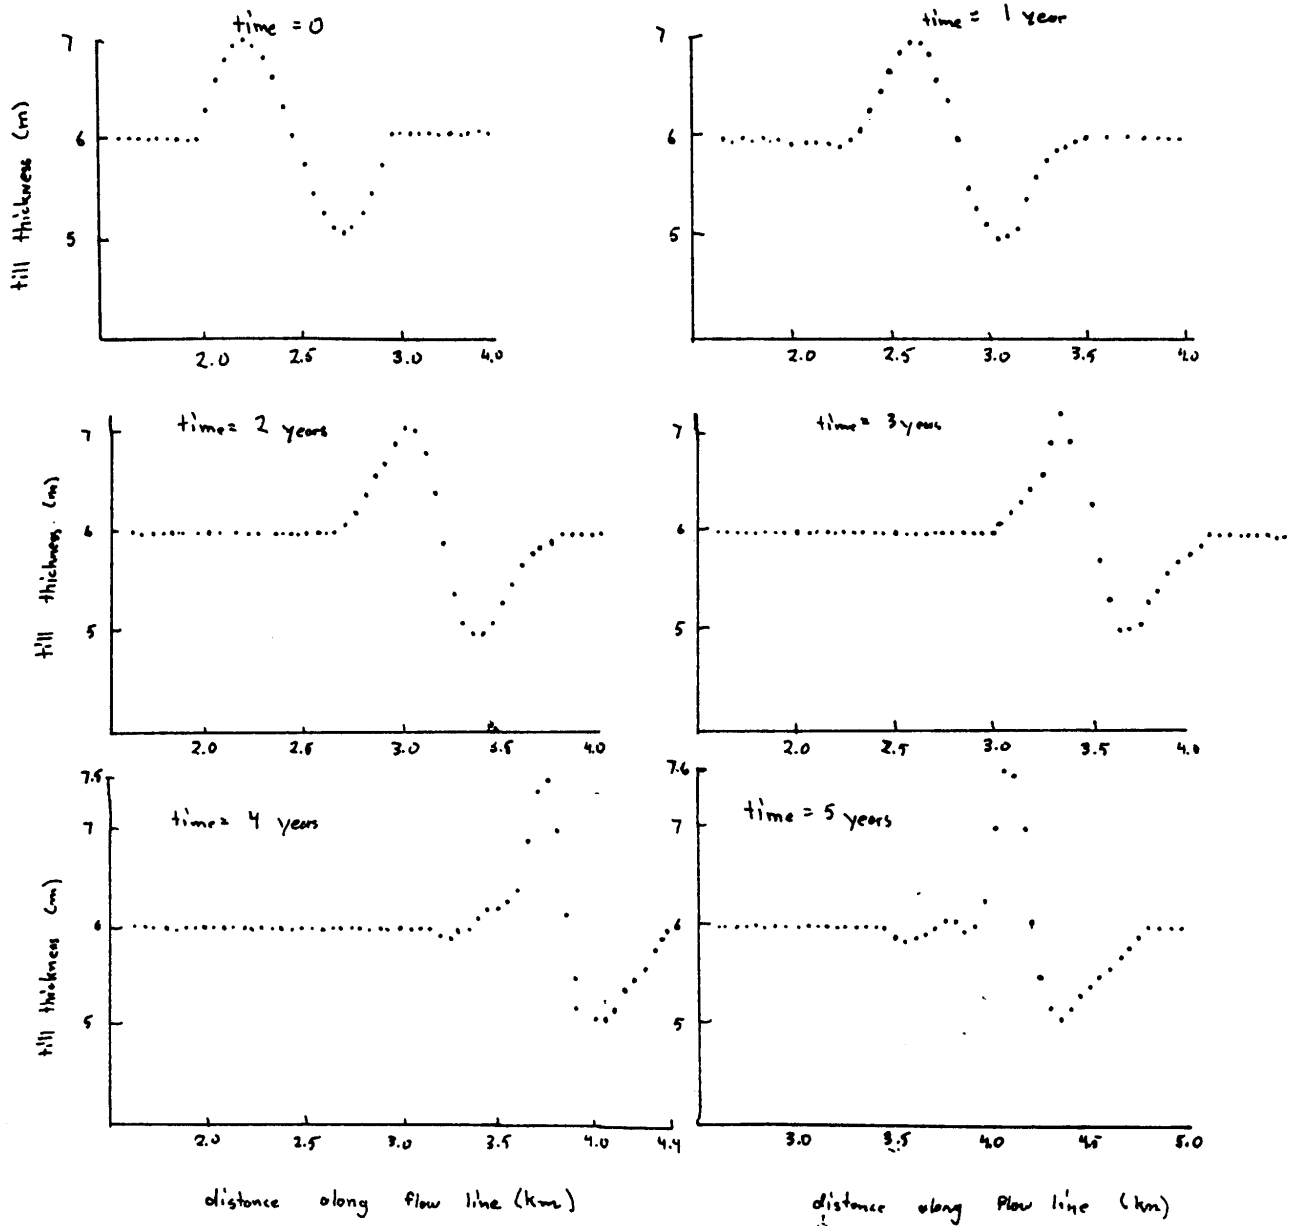 time = 0
7
6
5
till thickness (m)
2.0 2.5 3.0 4.0
time = 1 year
7
6
5
2.0 2.5 3.0 3.5 4.0
time = 2 years
7
6
5
till thickness (m)
2.0 2.5 3.0 3.5 4.0
time = 3 years
7
6
5
2.0 2.5 3.0 3.5 4.0
time = 4 years
7.5
7
6
5
till thickness (m)
2.0 2.5 3.0 3.5 4.0 4.4
distance along flow line (km)
time = 5 years
7.6
7
6
5
3.0 3.5 4.0 4.5 5.0
distance along flow line (km)